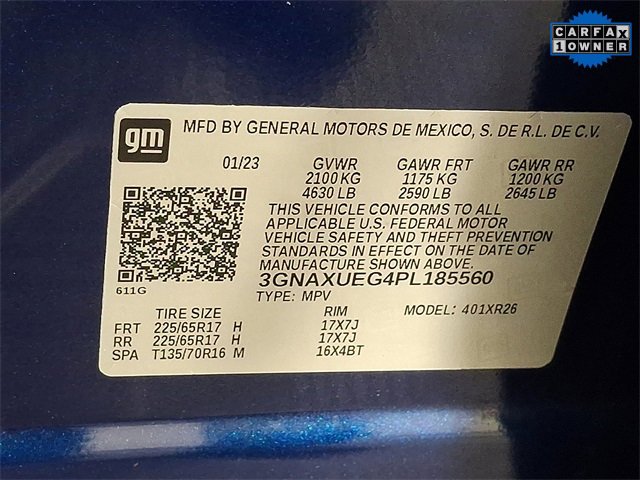 CARFAX
1 OWNER
gm
MFD BY GENERAL MOTORS DE MEXICO, S. DE R.L. DE C.V.
01/23 GVWR GAWR FRT GAWR RR
2100 KG 1175 KG 1200 KG
4630 LB 2590 LB 2645 LB
THIS VEHICLE CONFORMS TO ALL
APPLICABLE U.S. FEDERAL MOTOR
VEHICLE SAFETY AND THEFT PREVENTION
STANDARDS IN EFFECT ON THE DATE OF
MANUFACTURE SHOWN ABOVE.
3GNAXUEG4PL185560
611G
TYPE: MPV MODEL: 401XR26
TIRE SIZE RIM
FRT 225/65R17 H 17X7J
RR 225/65R17 H 17X7J
SPA T135/70R16 M 16X4BT